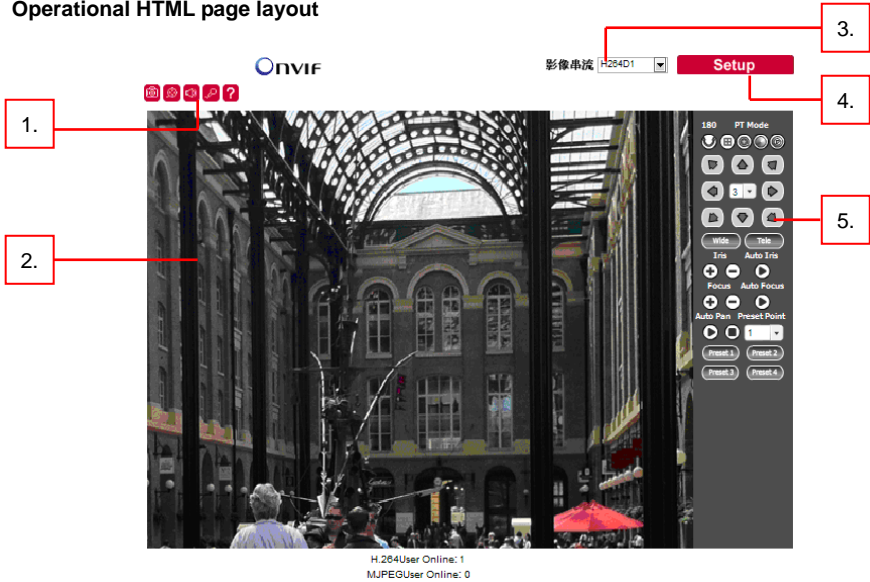 Operational HTML page layout
3.
Onvif
影像串流 H264D1 Setup
4.
?
1.
180 PT Mode
3
5.
2.
Wide Tele
Iris Auto Iris
Focus Auto Focus
Auto Pan Preset Point
1
Preset 1 Preset 2
Preset 3 Preset 4
H.264User Online: 1
MJPEGUser Online: 0